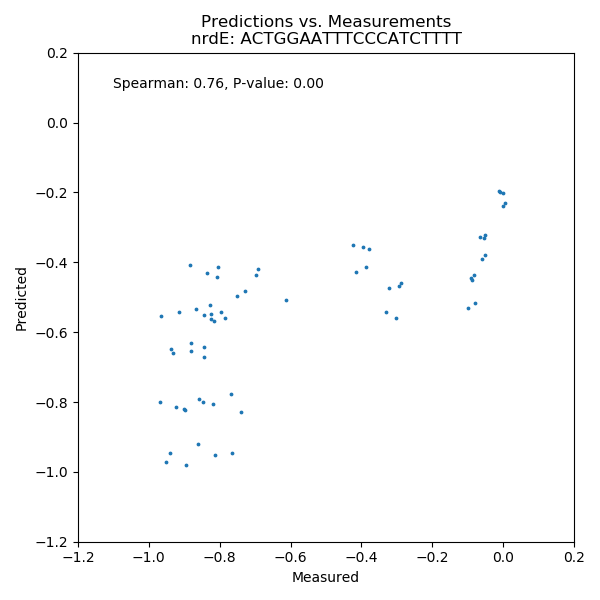 Predictions vs. Measurements
nrdE: ACTGGAATTTCCCATCTTTT
Spearman: 0.76, P-value: 0.00
0.2
0.0
−0.2
−0.4
−0.6
−0.8
−1.0
−1.2
Predicted
−1.2 −1.0 −0.8 −0.6 −0.4 −0.2 0.0 0.2
Measured